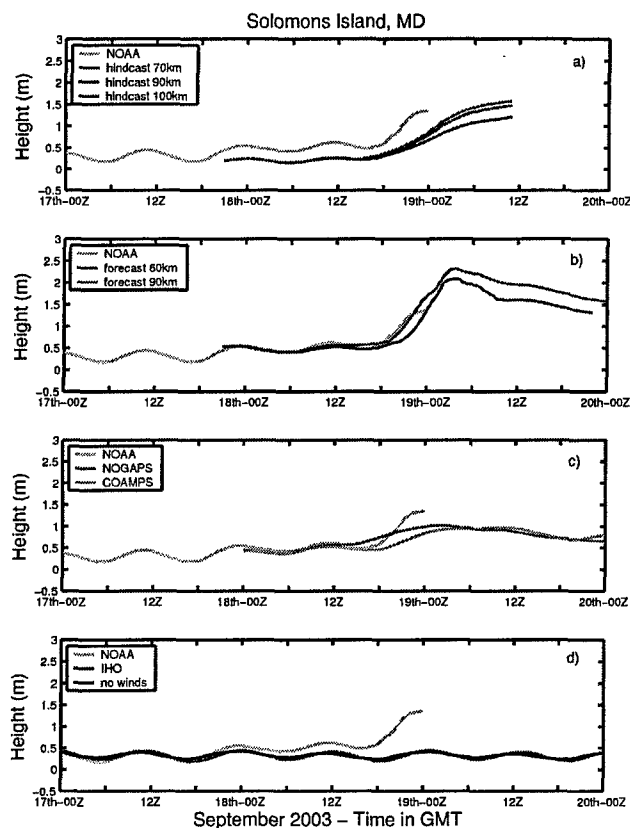 Solomons Island, MD
a)
NOAA
hindcast 70km
hindcast 90km
hindcast 100km
Height (m)
3
2.5
2
1.5
1
0.5
0
−0.5
17th−00Z 12Z 18th−00Z 12Z 19th−00Z 12Z 20th−00Z
b)
NOAA
forecast 60km
forecast 90km
Height (m)
3
2.5
2
1.5
1
0.5
0
−0.5
17th−00Z 12Z 18th−00Z 12Z 19th−00Z 12Z 20th−00Z
c)
NOAA
NOGAPS
COAMPS
Height (m)
3
2.5
2
1.5
1
0.5
0
−0.5
17th−00Z 12Z 18th−00Z 12Z 19th−00Z 12Z 20th−00Z
d)
NOAA
IHO
no winds
Height (m)
3
2.5
2
1.5
1
0.5
0
−0.5
17th−00Z 12Z 18th−00Z 12Z 19th−00Z 12Z 20th−00Z
September 2003 − Time in GMT